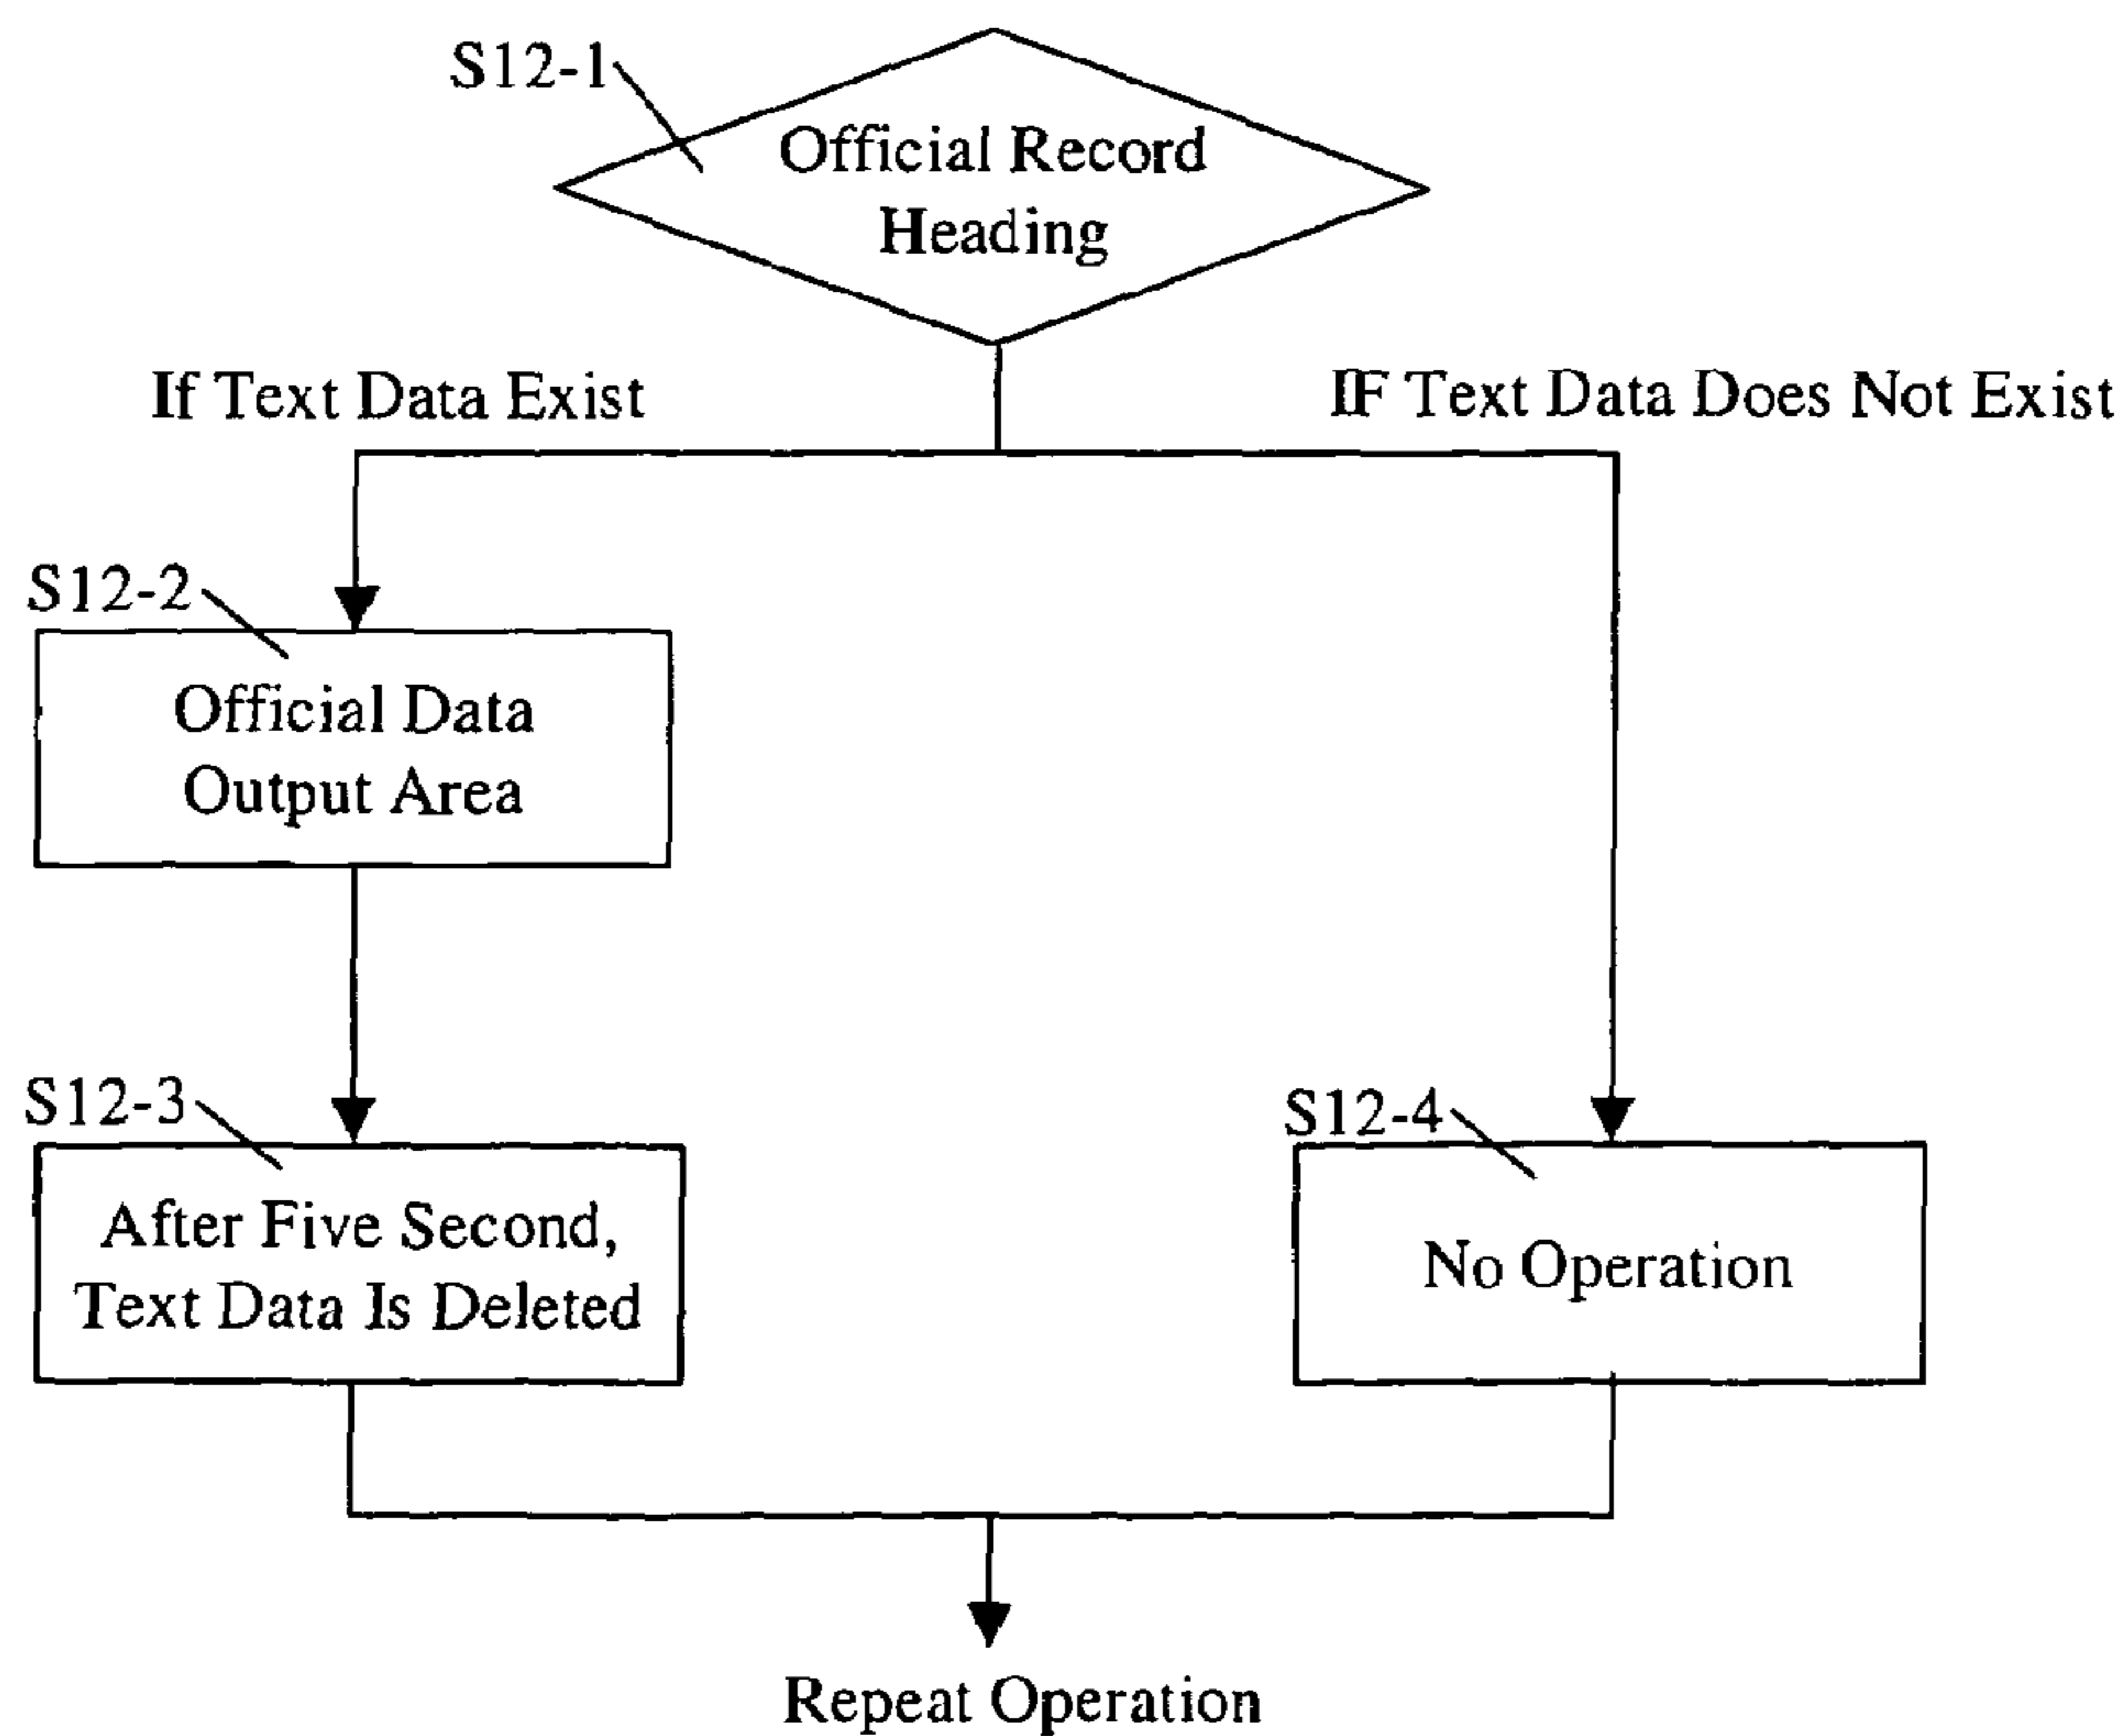 S12-1
Official Record
Heading
If Text Data Exist
IF Text Data Does Not Exist
S12-2
Official Data
Output Area
S12-3
After Five Second,
Text Data Is Deleted
S12-4
No Operation
Repeat Operation